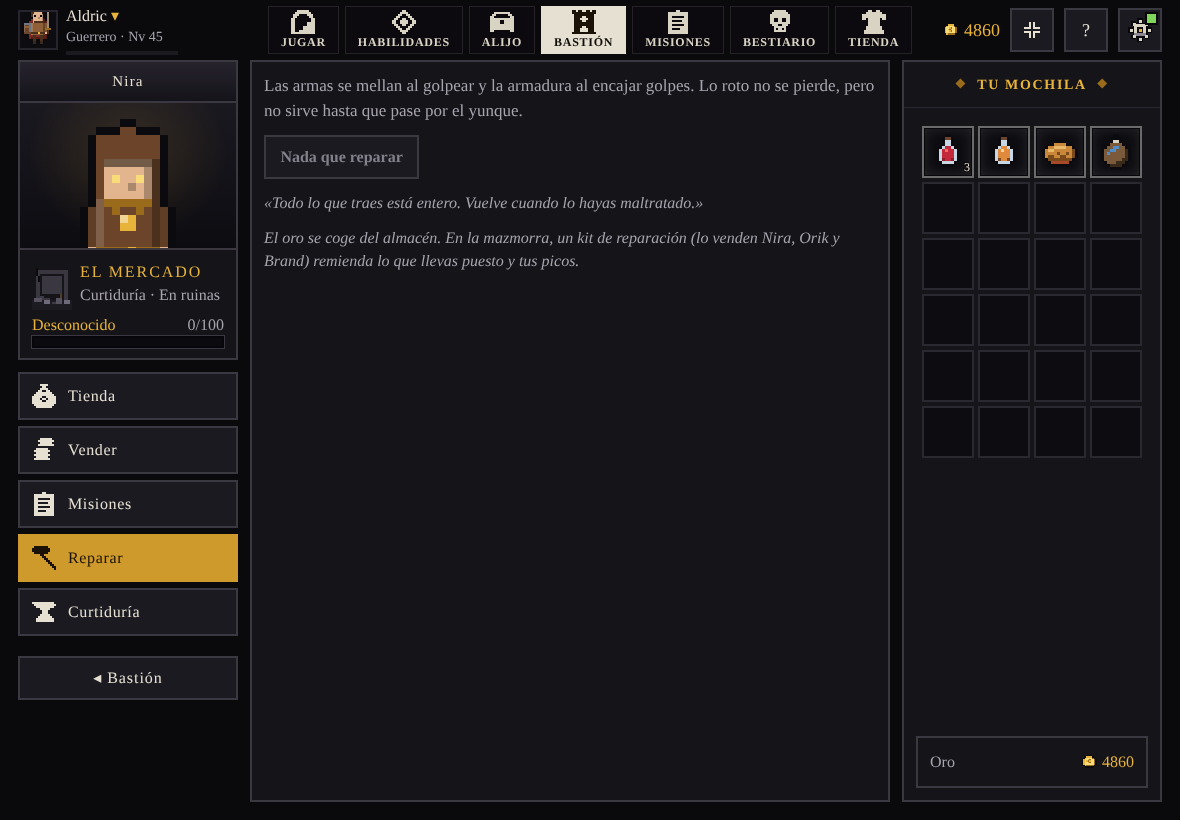 Aldric ▾
Guerrero · Nv 45
JUGAR
HABILIDADES
ALIJO
BASTIÓN
MISIONES
BESTIARIO
TIENDA
4860
?
Nira
EL MERCADO
Curtiduría · En ruinas
Desconocido 0/100
Tienda
Vender
Misiones
Reparar
Curtiduría
◂ Bastión
Las armas se mellan al golpear y la armadura al encajar golpes. Lo roto no se pierde, pero
no sirve hasta que pase por el yunque.
Nada que reparar
«Todo lo que traes está entero. Vuelve cuando lo hayas maltratado.»
El oro se coge del almacén. En la mazmorra, un kit de reparación (lo venden Nira, Orik y
Brand) remienda lo que llevas puesto y tus picos.
◆ TU MOCHILA ◆
3
Oro 4860